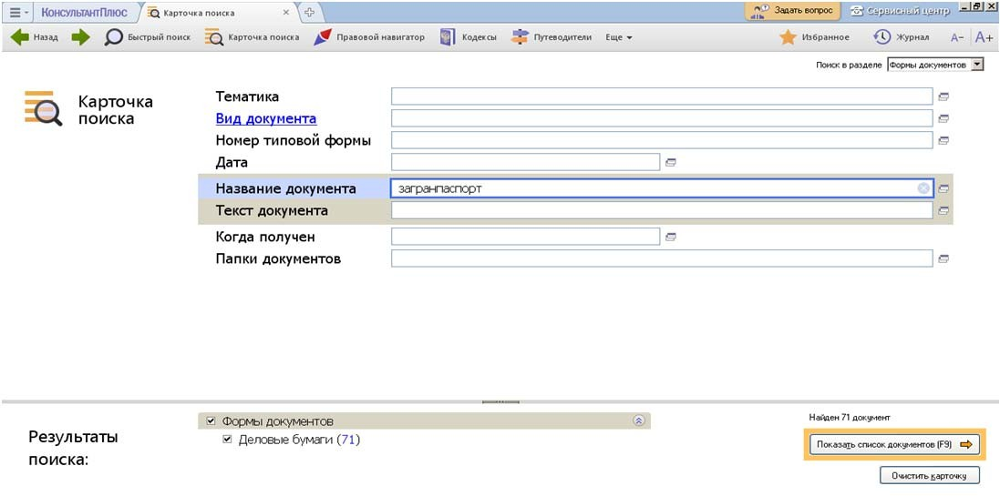 КонсультантПлюс Карточка поиска Задать вопрос Сервисный центр
Назад Быстрый поиск Карточка поиска Правовой навигатор Кодексы Путеводители Еще Избранное Журнал A- A+
Поиск в разделе Формы документов
Карточка
поиска
Тематика
Вид документа
Номер типовой формы
Дата
Название документа загранпаспорт
Текст документа
Когда получен
Папки документов
Результаты
поиска:
Формы документов
Деловые бумаги (71)
Найден 71 документ
Показать список документов (F9)
Очистить карточку